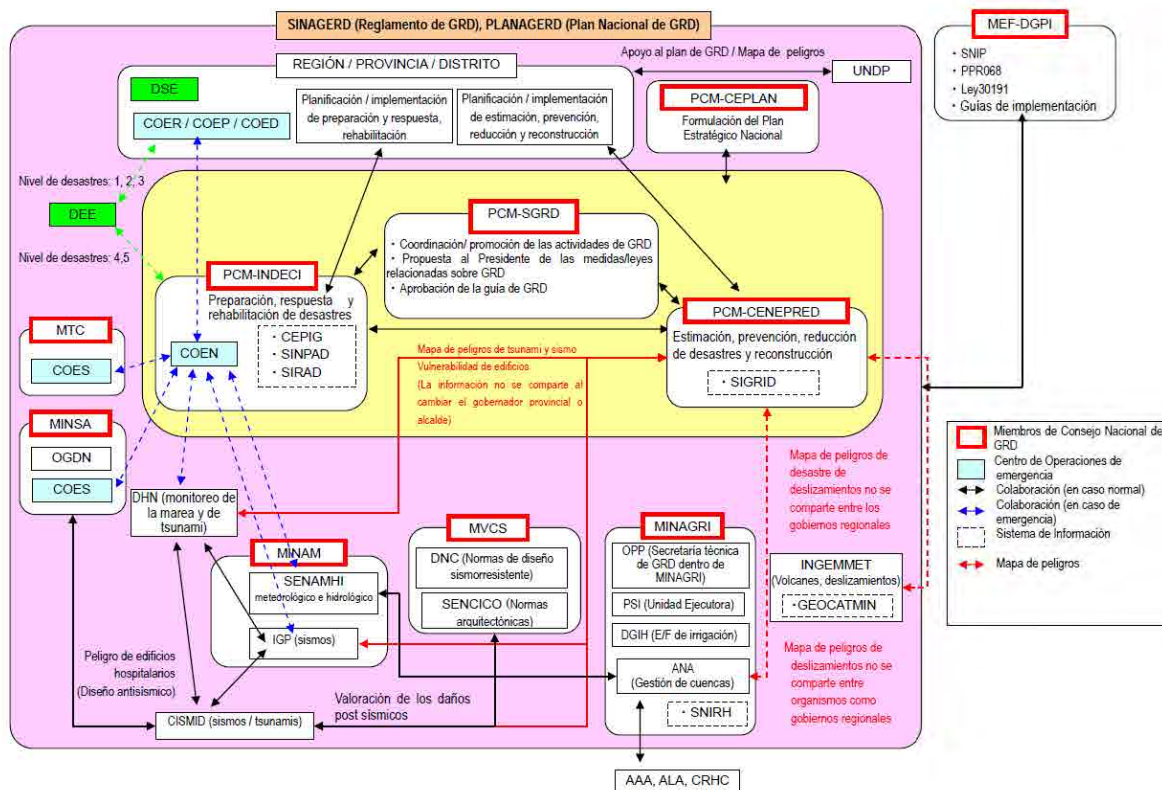 SINAGERD (Reglamento de GRD), PLANAGERD (Plan Nacional de GRD)
MEF-DGPI
· SNIP
· PPR068
· Ley30191
· Guías de implementación
Apoyo al plan de GRD / Mapa de peligros
UNDP
REGIÓN / PROVINCIA / DISTRITO
DSE
COER / COEP / COED
Planificación / implementación
de preparación y respuesta,
rehabilitación
Planificación / implementación
de estimación, prevención,
reducción y reconstrucción
PCM-CEPLAN
Formulación del Plan
Estratégico Nacional
Nivel de desastres: 1, 2, 3
DEE
Nivel de desastres: 4,5
PCM-SGRD
· Coordinación/ promoción de las actividades de GRD
· Propuesta al Presidente de las medidas/leyes
relacionadas sobre GRD
· Aprobación de la guía de GRD
PCM-INDECI
Preparación, respuesta y
rehabilitación de desastres
COEN
· CEPIG
· SINPAD
· SIRAD
PCM-CENEPRED
Estimación, prevención, reducción
de desastres y reconstrucción
· SIGRID
Mapa de peligros de tsunami y sismo
Vulnerabilidad de edificios
(La información no se comparte al
cambiar el gobernador provincial o
alcalde)
MTC
COES
MINSA
OGDN
COES
DHN (monitoreo de
la marea y de
tsunami)
MINAM
SENAMHI
meteorológico e hidrológico
IGP (sismos)
MVCS
DNC (Normas de diseño
sismorresistente)
SENCICO (Normas
arquitectónicas)
MINAGRI
OPP (Secretaría técnica
de GRD dentro de
MINAGRI)
PSI (Unidad Ejecutora)
DGIH (E/F de irrigación)
ANA
(Gestión de cuencas)
· SNIRH
Mapa de peligros de
desastre de
deslizamientos no se
comparte entre los
gobiernos regionales
INGEMMET
(Volcanes, deslizamientos)
· GEOCATMIN
Mapa de peligros de
deslizamientos no se
comparte entre
organismos como
gobiernos regionales
Peligro de edificios
hospitalarios
(Diseño antisísmico)
CISMID (sismos / tsunamis)
Valoración de los daños
post sísmicos
AAA, ALA, CRHC
Miembros de Consejo Nacional de
GRD
Centro de Operaciones de
emergencia
Colaboración (en caso normal)
Colaboración (en caso de
emergencia)
Sistema de Información
Mapa de peligros